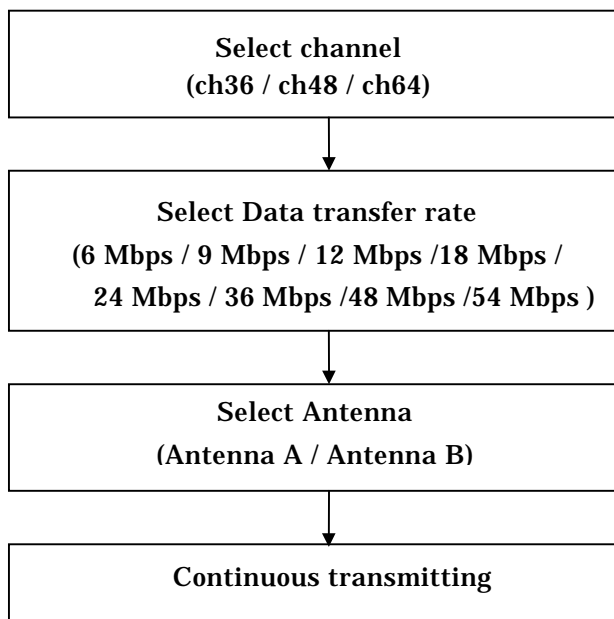 Select channel
(ch36 / ch48 / ch64)
Select Data transfer rate
(6 Mbps / 9 Mbps / 12 Mbps /18 Mbps /
24 Mbps / 36 Mbps /48 Mbps /54 Mbps )
Select Antenna
(Antenna A / Antenna B)
Continuous transmitting